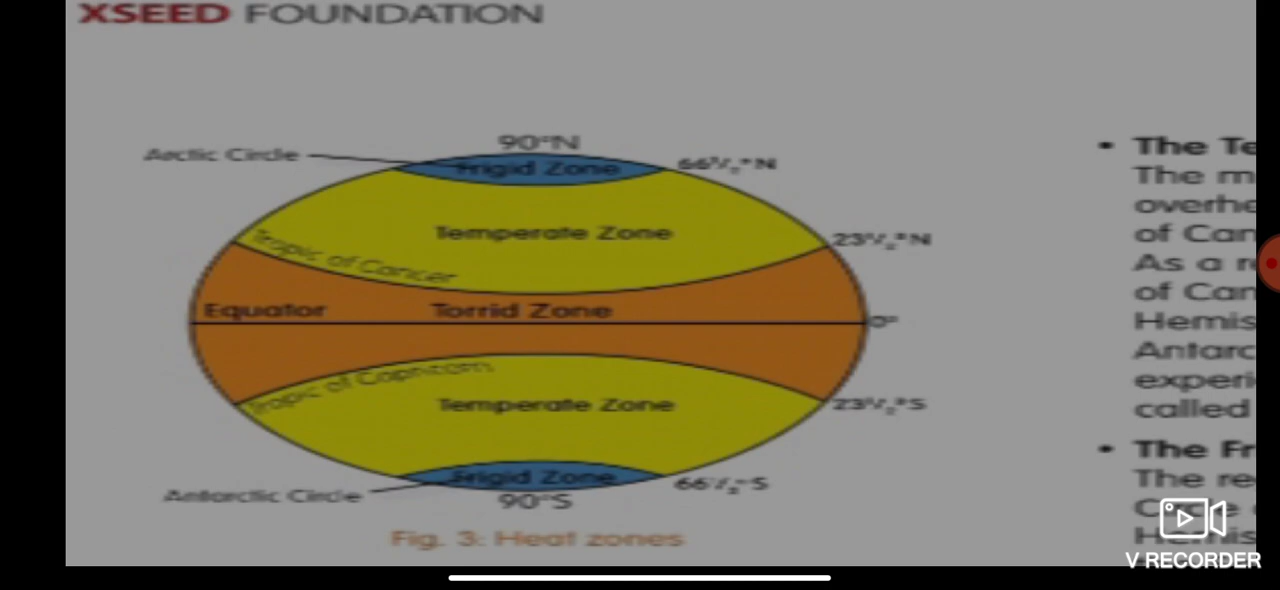 XSEED FOUNDATION
90°N
Arctic Circle
66½°N
Frigid Zone
Temperate Zone
23½°N
Tropic of Cancer
Equator
Torrid Zone
0°
Tropic of Capricorn
Temperate Zone
23½°S
Frigid Zone
66½°S
Antarctic Circle
90°S
Fig. 3: Heat zones
• The Te
The m
overhe
of Can
As a r
of Can
Hemis
Antarc
experi
called
• The Fr
The re
Circle
Hemis
V RECORDER